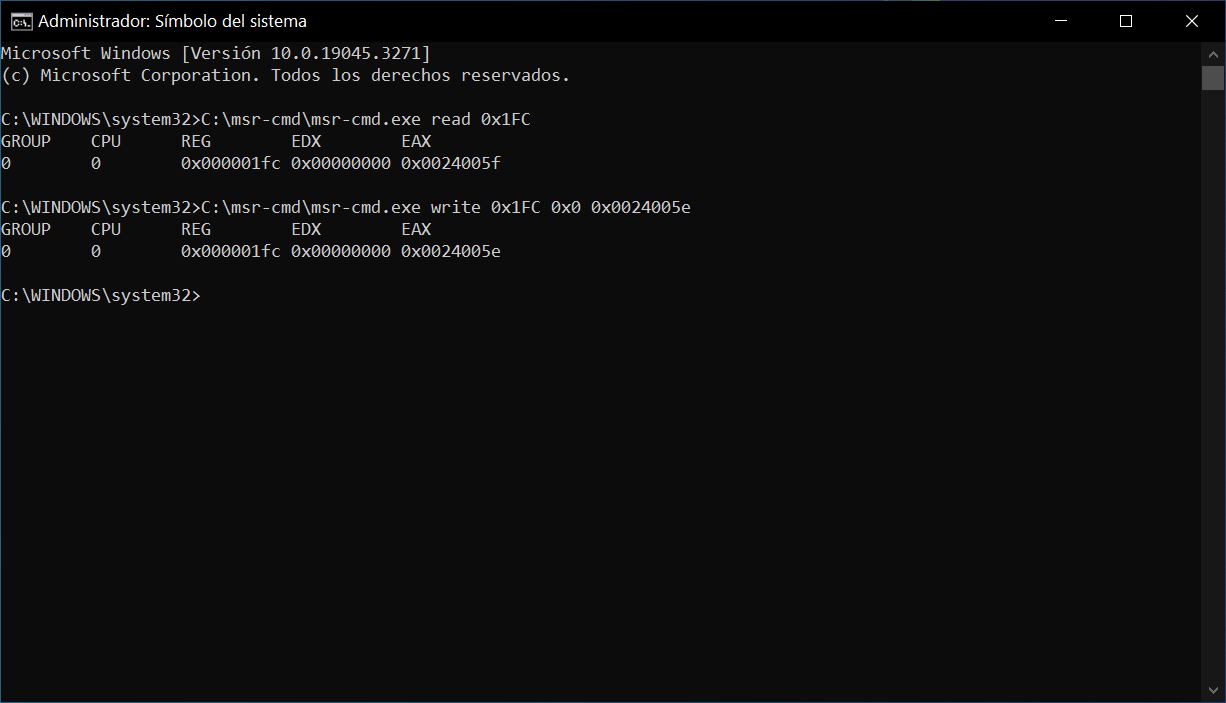 Administrador: Símbolo del sistema
Microsoft Windows [Versión 10.0.19045.3271]
(c) Microsoft Corporation. Todos los derechos reservados.
C:\WINDOWS\system32>C:\msr-cmd\msr-cmd.exe read 0x1FC
GROUP CPU REG EDX EAX
0 0 0x000001fc 0x00000000 0x0024005f
C:\WINDOWS\system32>C:\msr-cmd\msr-cmd.exe write 0x1FC 0x0 0x0024005e
GROUP CPU REG EDX EAX
0 0 0x000001fc 0x00000000 0x0024005e
C:\WINDOWS\system32>